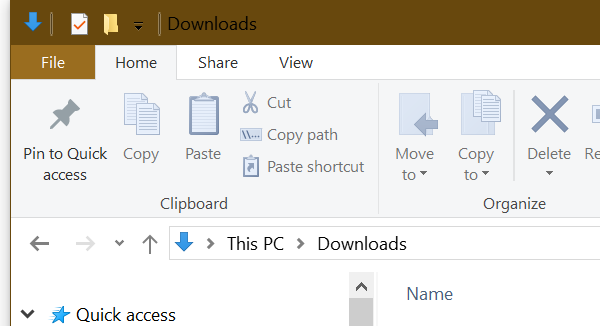 Downloads
File Home Share View
Pin to Quick access
Copy
Paste
Cut
\\... Copy path
Paste shortcut
Clipboard
Move to
Copy to
Delete
Organize
This PC > Downloads
Name
Quick access